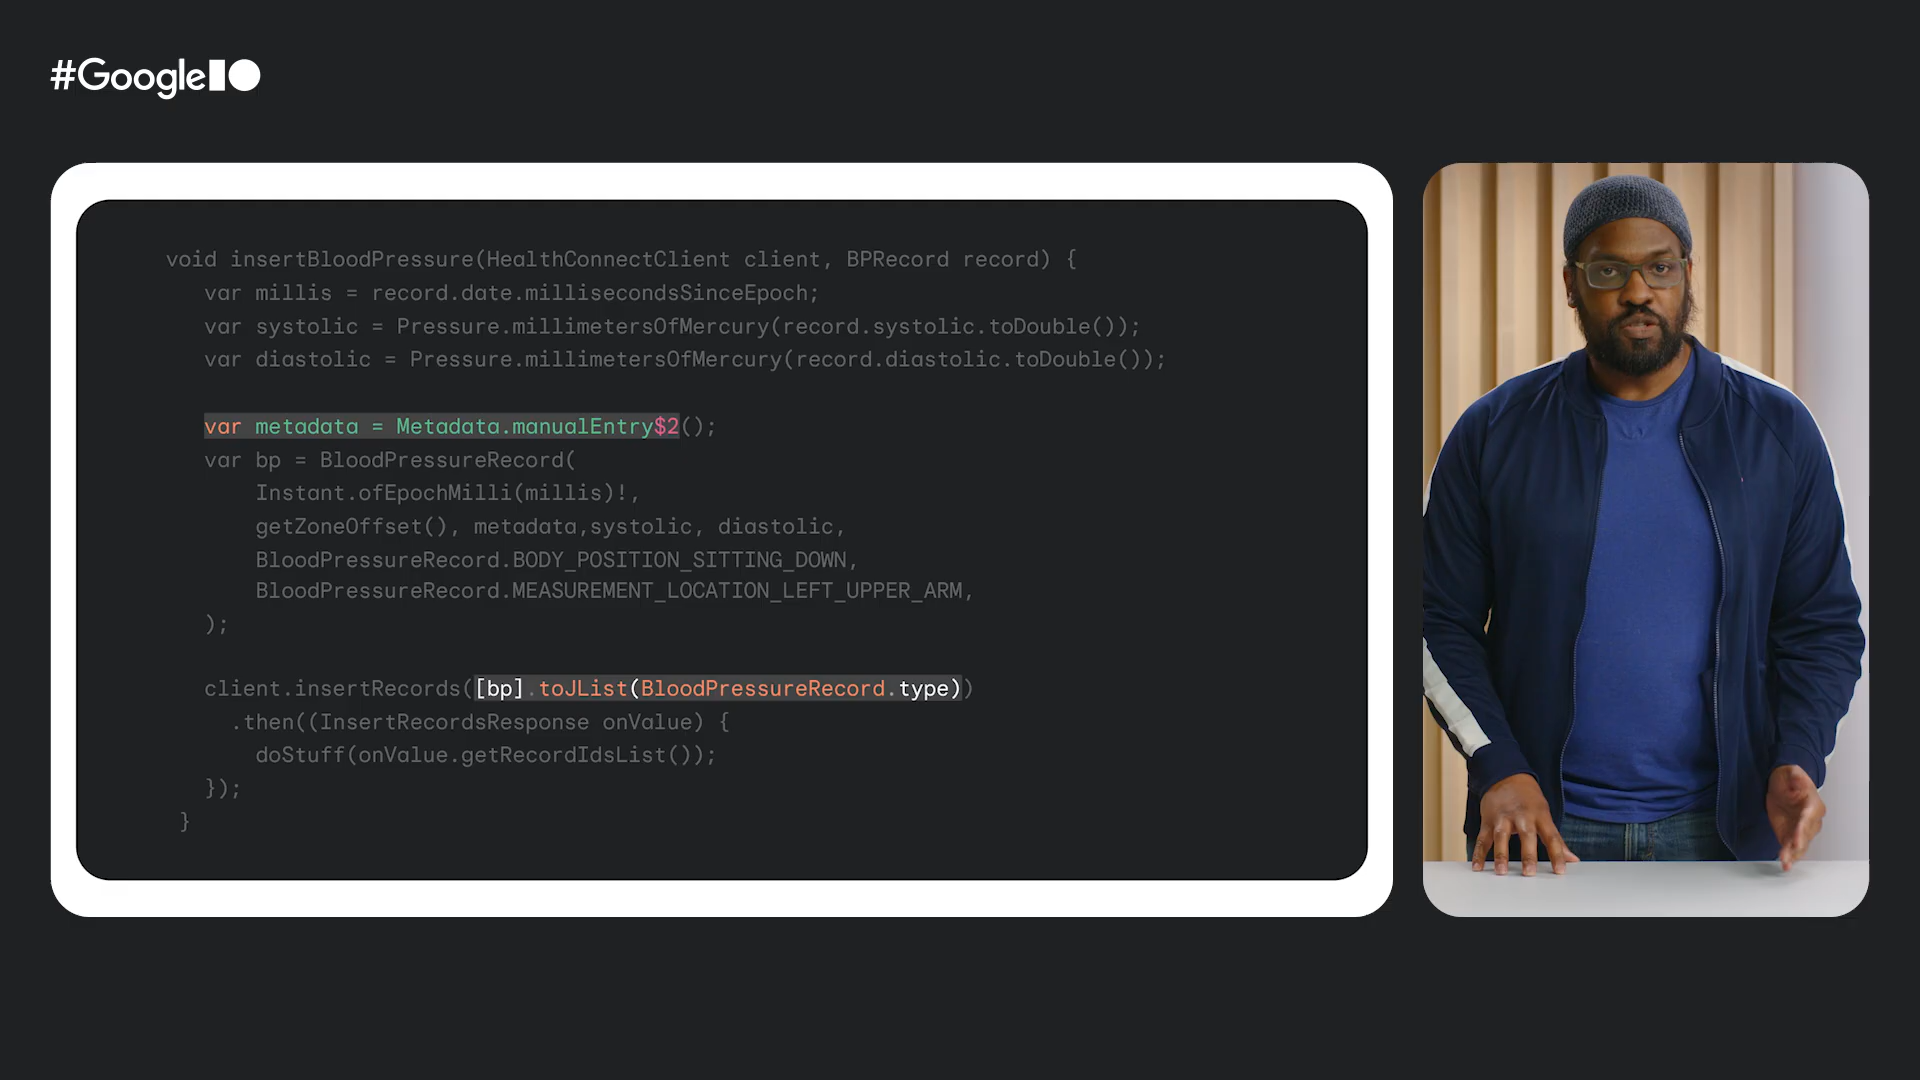 #GoogleIO
void insertBloodPressure(HealthConnectClient client, BPRecord record) {
var millis = record.date.millisecondsSinceEpoch;
var systolic = Pressure.millimetersOfMercury(record.systolic.toDouble());
var diastolic = Pressure.millimetersOfMercury(record.diastolic.toDouble());
var metadata = Metadata.manualEntry$2();
var bp = BloodPressureRecord(
Instant.ofEpochMilli(millis)!,
getZoneOffset(), metadata,systolic, diastolic,
BloodPressureRecord.BODY_POSITION_SITTING_DOWN,
BloodPressureRecord.MEASUREMENT_LOCATION_LEFT_UPPER_ARM,
);
client.insertRecords([bp].toJList(BloodPressureRecord.type))
.then((InsertRecordsResponse onValue) {
doStuff(onValue.getRecordIdsList());
});
}